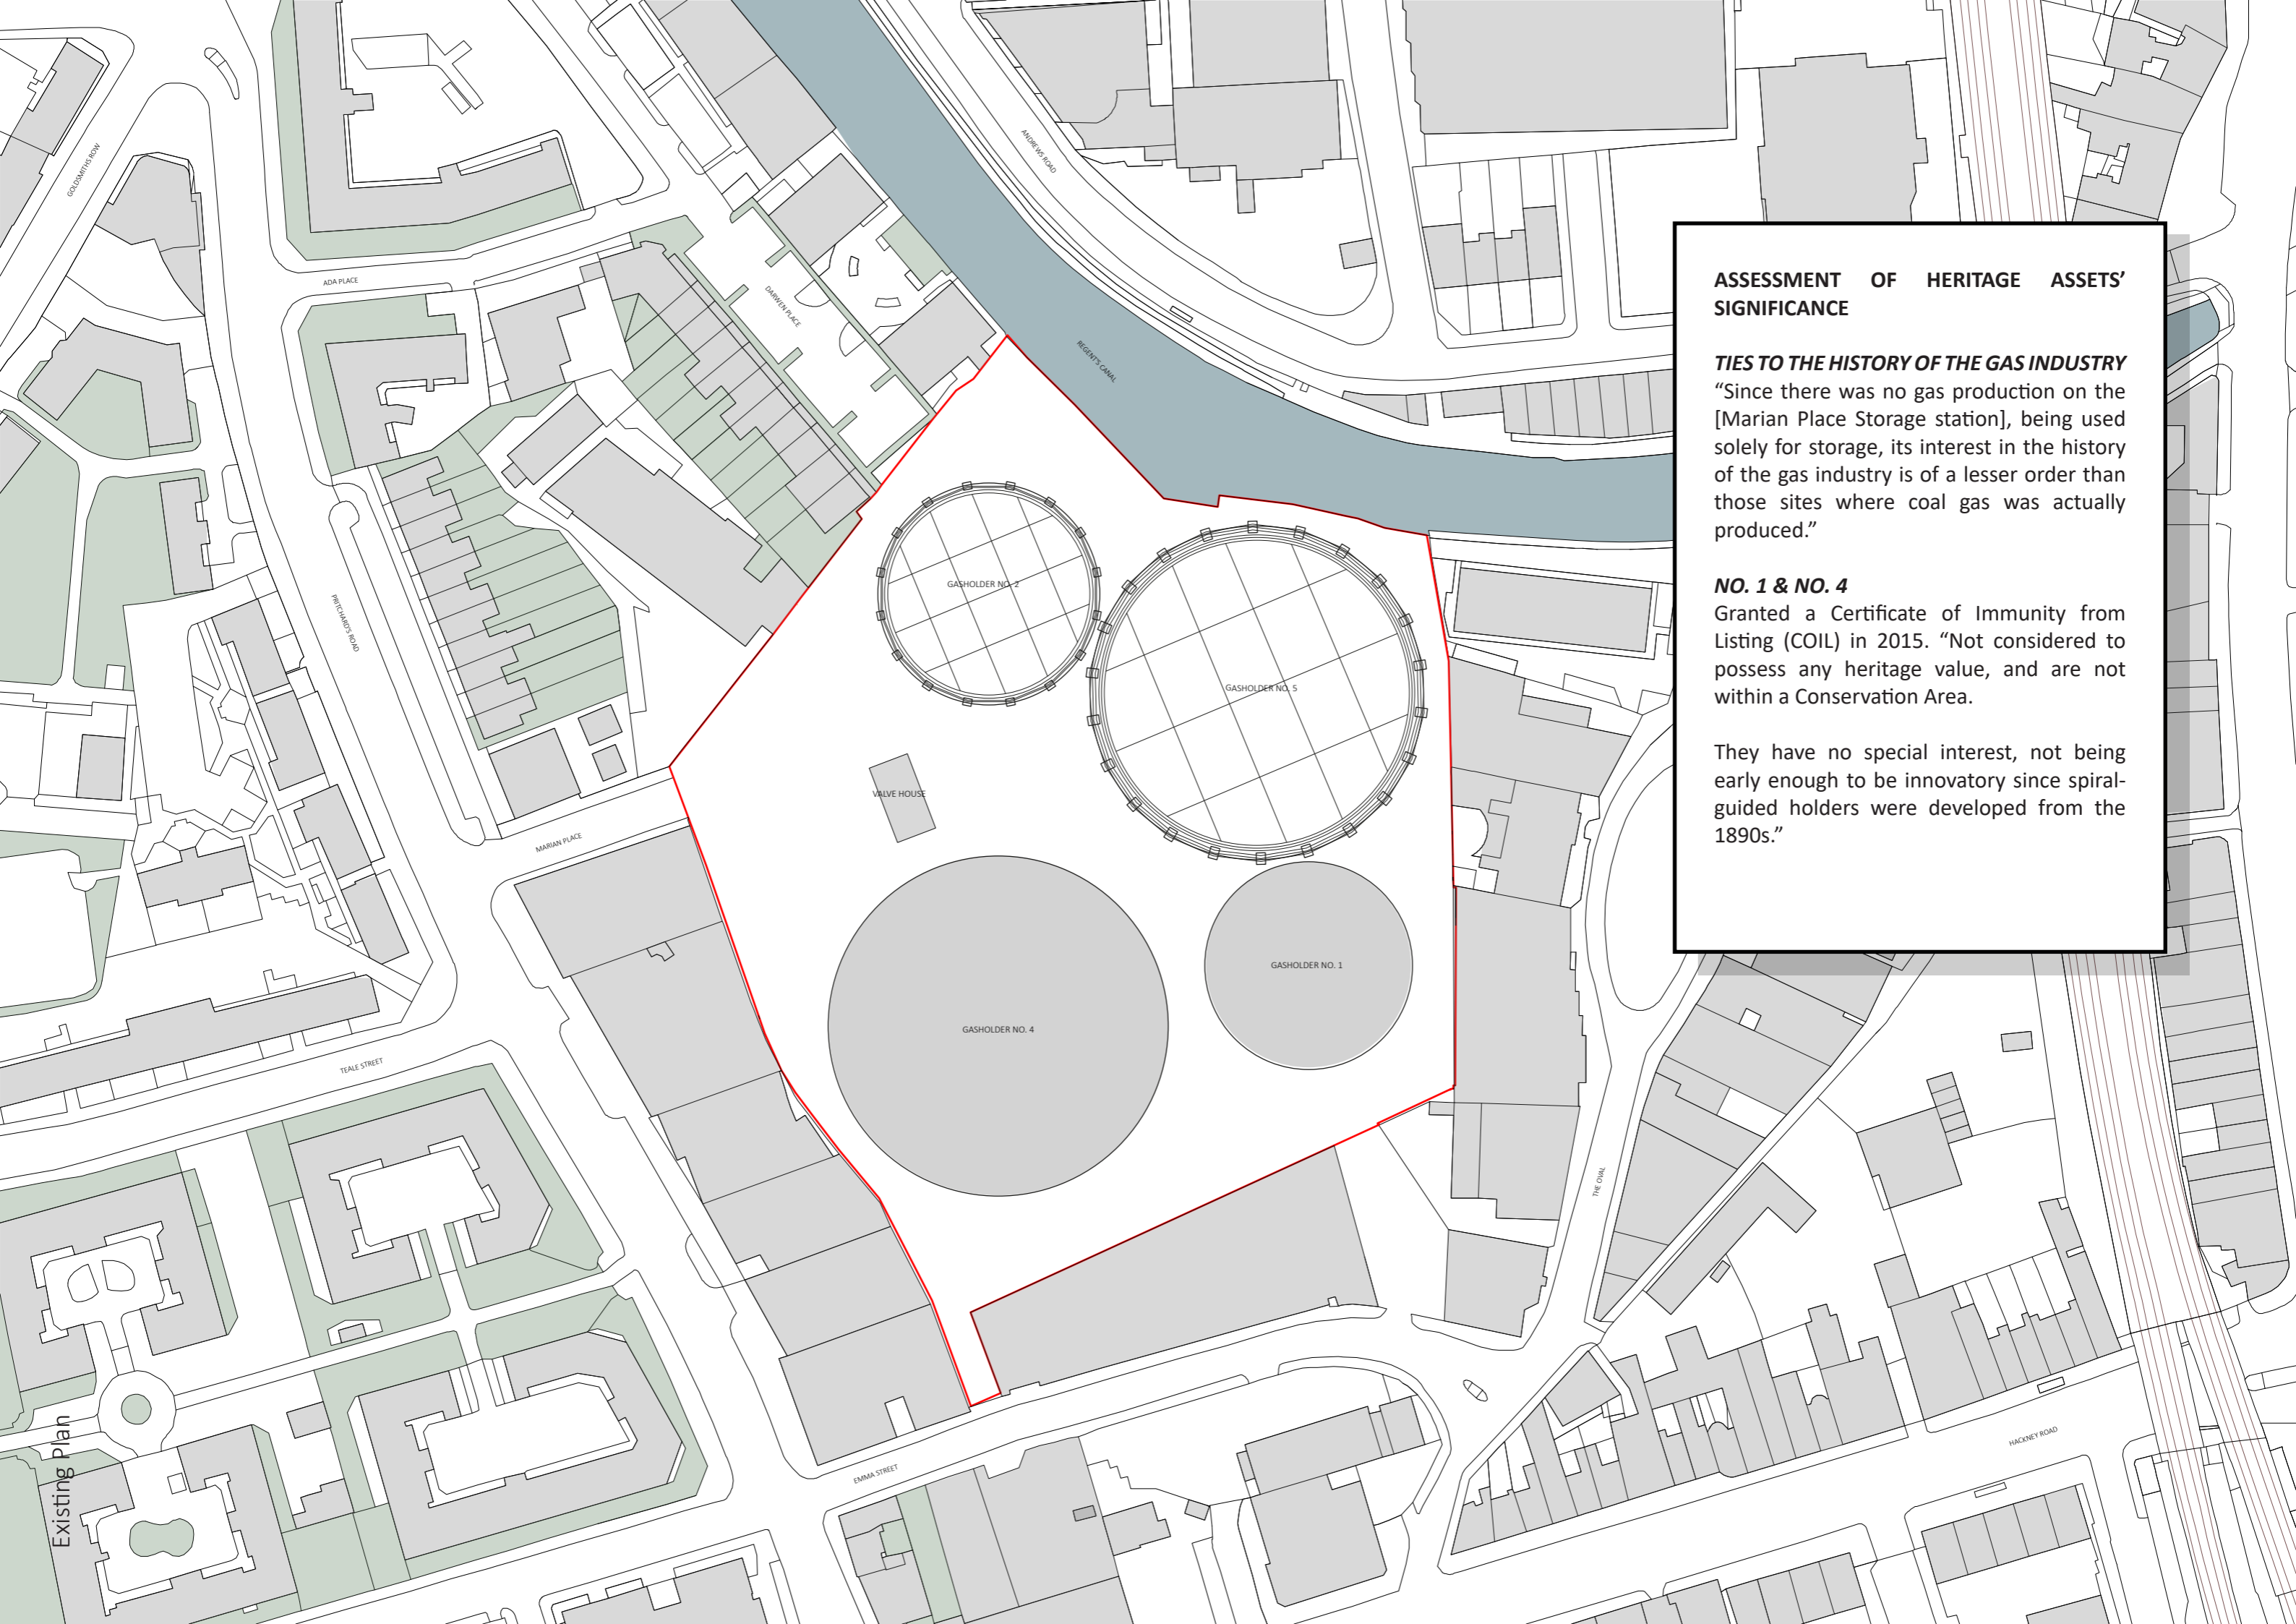 GOLDSMITHS ROW
ANDREWS ROAD
ADA PLACE
DARWEN PLACE
REGENT'S CANAL
PRITCHARD'S ROAD
GASHOLDER NO. 2
GASHOLDER NO. 5
VALVE HOUSE
MARIAN PLACE
GASHOLDER NO. 1
GASHOLDER NO. 4
TEALE STREET
THE OVAL
EMMA STREET
HACKNEY ROAD
Existing Plan
ASSESSMENT OF HERITAGE ASSETS'
SIGNIFICANCE
TIES TO THE HISTORY OF THE GAS INDUSTRY
“Since there was no gas production on the
[Marian Place Storage station], being used
solely for storage, its interest in the history
of the gas industry is of a lesser order than
those sites where coal gas was actually
produced.”
NO. 1 & NO. 4
Granted a Certificate of Immunity from
Listing (COIL) in 2015. “Not considered to
possess any heritage value, and are not
within a Conservation Area.
They have no special interest, not being
early enough to be innovatory since spiral-
guided holders were developed from the
1890s.”